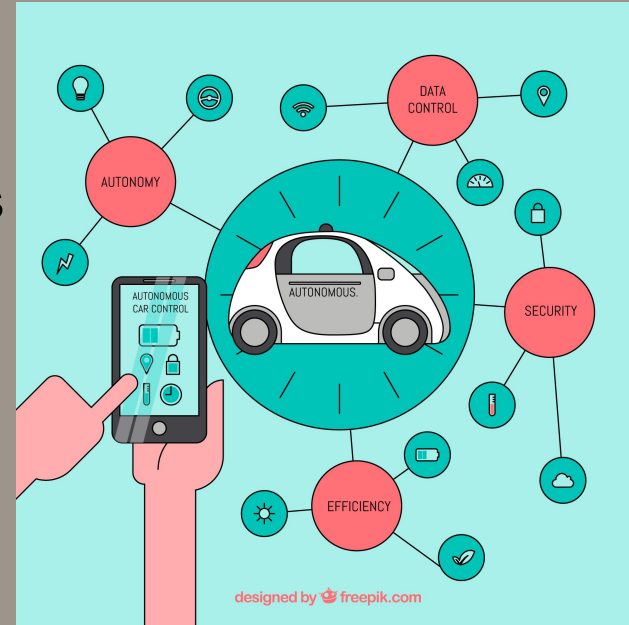 DATA
CONTROL
AUTONOMY
S
AUTONOMOUS
CAR CONTROL
AUTONOMOUS.
SECURITY
EFFICIENCY
designed by freepik.com